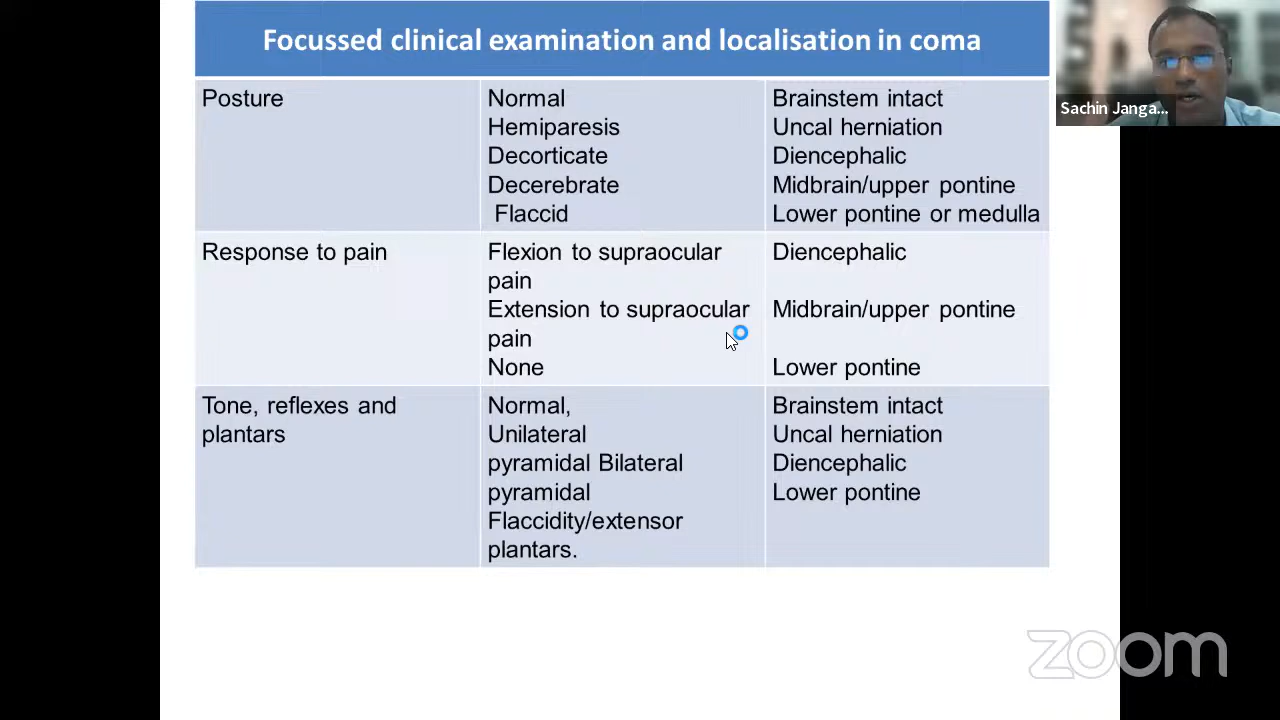 Focussed clinical examination and localisation in coma
Sachin Janga...
Posture
Normal
Hemiparesis
Decorticate
Decerebrate
Flaccid
Brainstem intact
Uncal herniation
Diencephalic
Midbrain/upper pontine
Lower pontine or medulla
Response to pain
Flexion to supraocular
pain
Extension to supraocular
pain
None
Diencephalic
Midbrain/upper pontine
Lower pontine
Tone, reflexes and
plantars
Normal,
Unilateral
pyramidal Bilateral
pyramidal
Flaccidity/extensor
plantars.
Brainstem intact
Uncal herniation
Diencephalic
Lower pontine
zoom